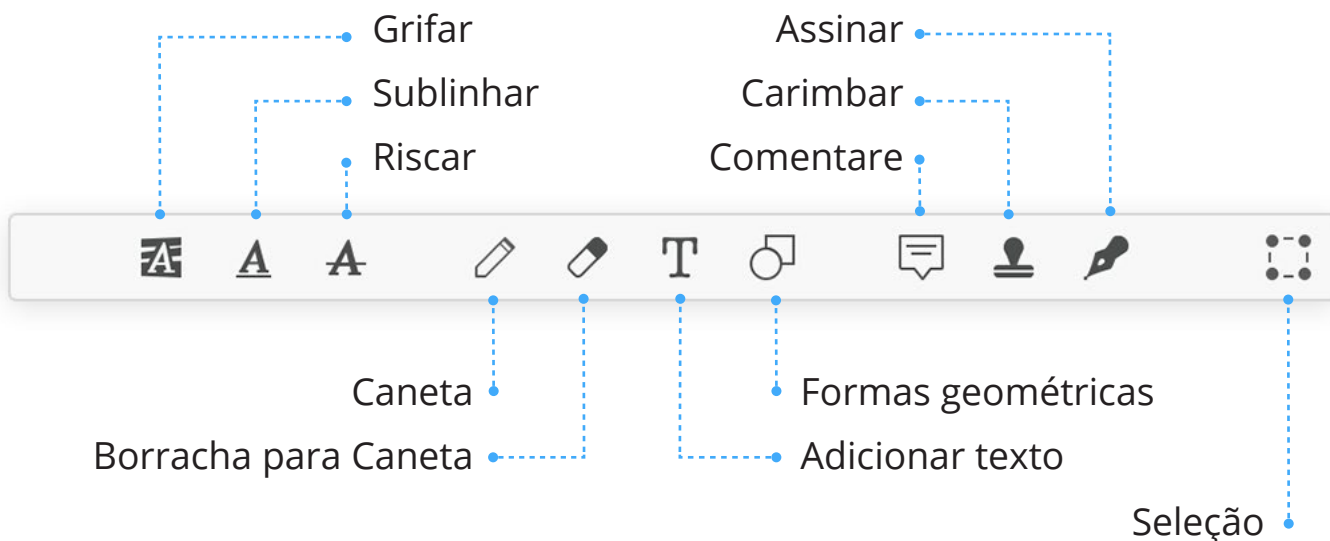 Grifar
Sublinhar
Riscar
Assinar
Carimbar
Comentare
A A A T
Caneta
Borracha para Caneta
Formas geométricas
Adicionar texto
Seleção